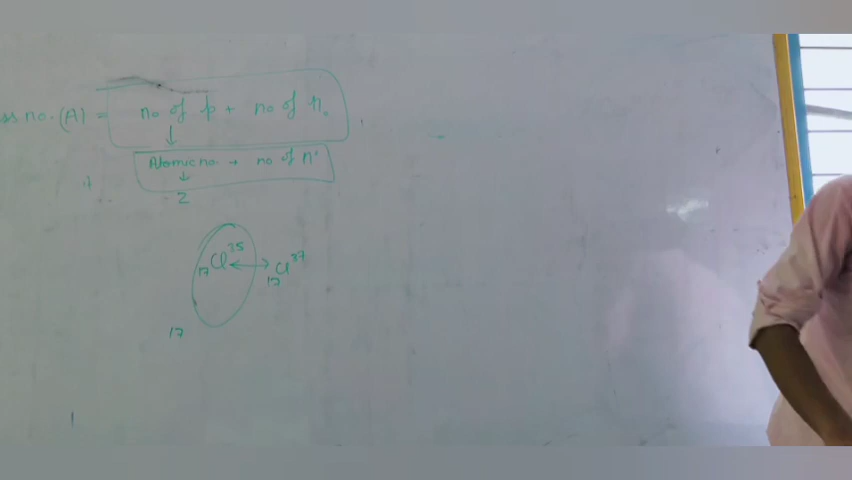 ss no. (A) = no of p + no of n.
↓
Atomic no. + no of n°
↓
Z
₁₇Cl³⁵ ↔ ₁₇Cl³⁷
17